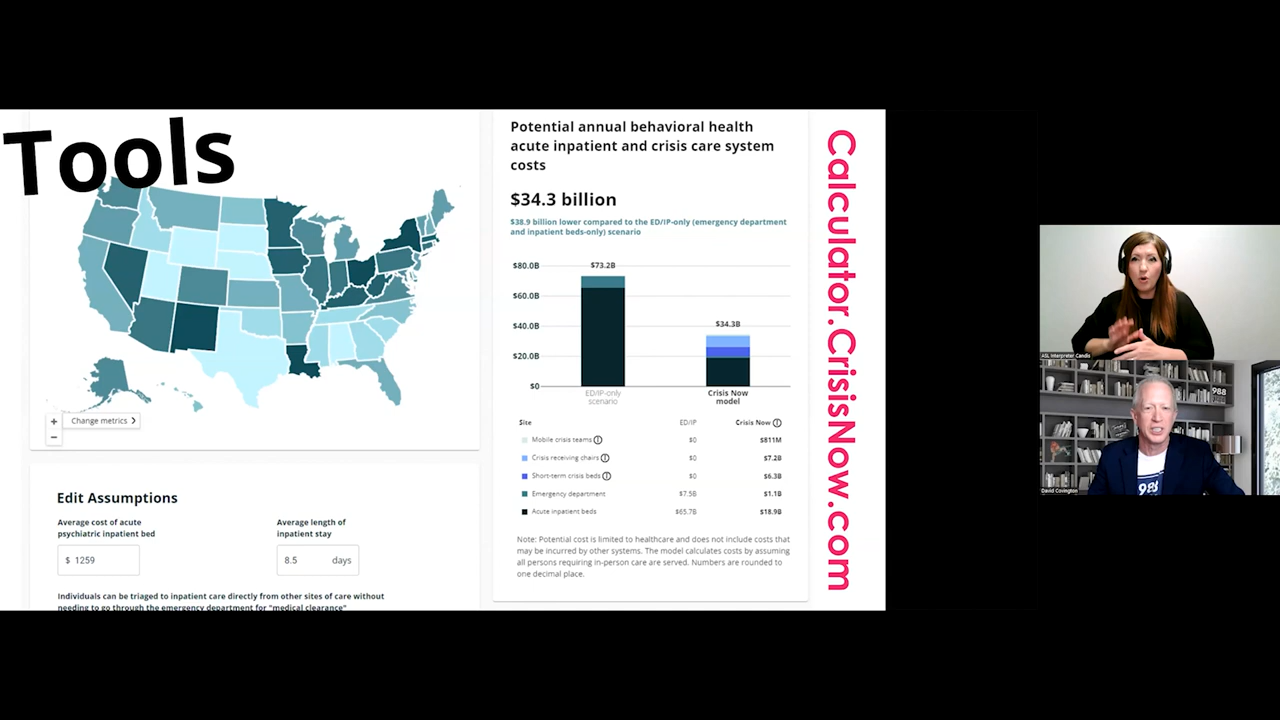 Tools
Change metrics
+
−
Edit Assumptions
Average cost of acute
psychiatric inpatient bed
$ 1259
Average length of
inpatient stay
8.5 days
Individuals can be triaged to inpatient care directly from other sites of care without
needing to go through the emergency department for "medical clearance"
Potential annual behavioral health
acute inpatient and crisis care system
costs
$34.3 billion
$38.9 billion lower compared to the ED/IP-only (emergency department
and inpatient beds-only) scenario
$80.0B
$60.0B
$40.0B
$20.0B
$0
$73.2B
$34.3B
ED/IP-only
scenario
Crisis Now
model
Site ED/IP Crisis Now
Mobile crisis teams $0 $811M
Crisis receiving chairs $0 $7.2B
Short-term crisis beds $0 $6.3B
Emergency department $7.5B $1.1B
Acute inpatient beds $65.7B $18.9B
Note: Potential cost is limited to healthcare and does not include costs that
may be incurred by other systems. The model calculates costs by assuming
all persons requiring in-person care are served. Numbers are rounded to
one decimal place.
Calculator.CrisisNow.com
ASL Interpreter Candis
988
988
David Covington